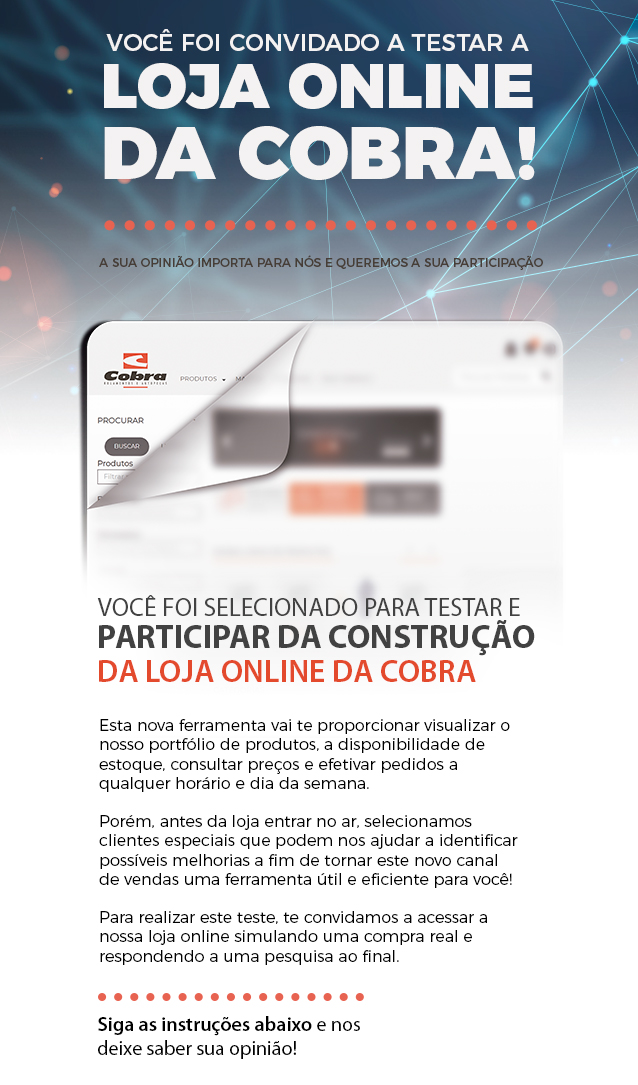 VOCÊ FOI CONVIDADO A TESTAR A
LOJA ONLINE
DA COBRA!
A SUA OPINIÃO IMPORTA PARA NÓS E QUEREMOS A SUA PARTICIPAÇÃO
Cobra
ROLAMENTOS E AUTOPEÇAS
PRODUTOS
PROCURAR
BUSCAR
Produtos
VOCÊ FOI SELECIONADO PARA TESTAR E
PARTICIPAR DA CONSTRUÇÃO
DA LOJA ONLINE DA COBRA
Esta nova ferramenta vai te proporcionar visualizar o
nosso portfólio de produtos, a disponibilidade de
estoque, consultar preços e efetivar pedidos a
qualquer horário e dia da semana.
Porém, antes da loja entrar no ar, selecionamos
clientes especiais que podem nos ajudar a identificar
possíveis melhorias a fim de tornar este novo canal
de vendas uma ferramenta útil e eficiente para você!
Para realizar este teste, te convidamos a acessar a
nossa loja online simulando uma compra real e
respondendo a uma pesquisa ao final.
Siga as instruções abaixo e nos
deixe saber sua opinião!